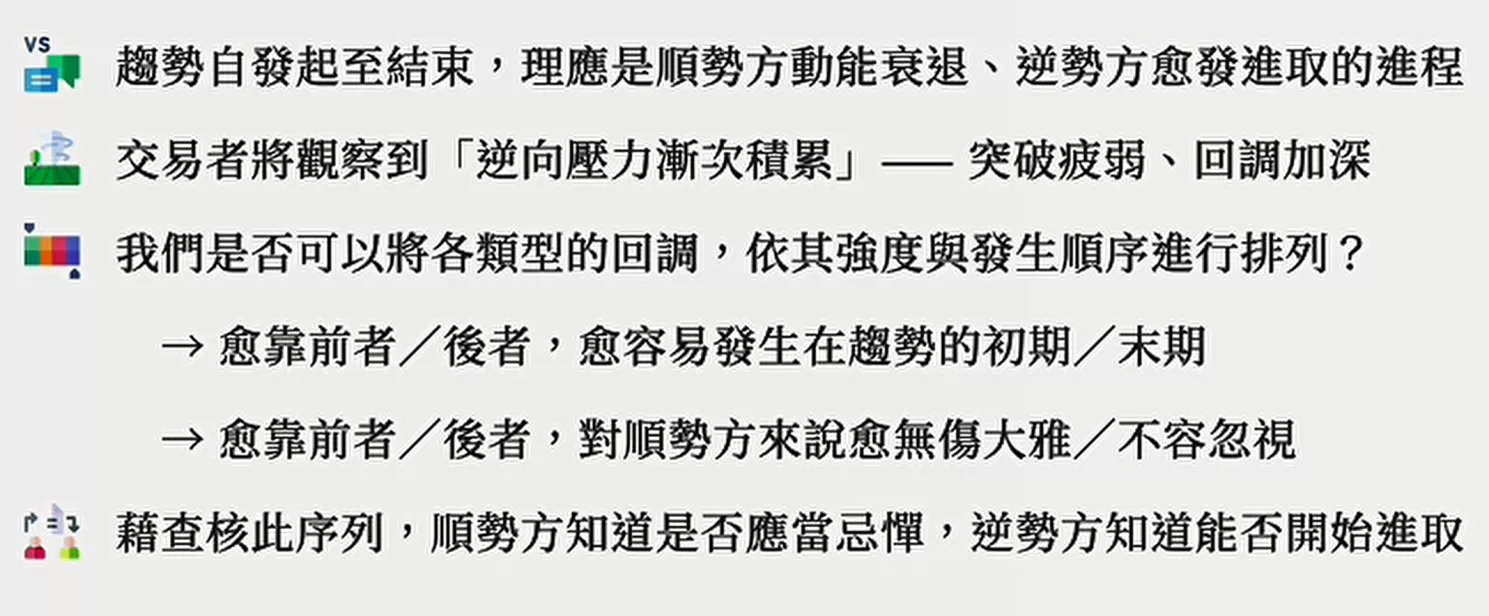 VS
趨勢自發起至結束，理應是順勢方動能衰退、逆勢方愈發進取的進程
交易者將觀察到「逆向壓力漸次積累」—— 突破疲弱、回調加深
我們是否可以將各類型的回調，依其強度與發生順序進行排列？
→ 愈靠前者／後者，愈容易發生在趨勢的初期／末期
→ 愈靠前者／後者，對順勢方來說愈無傷大雅／不容忽視
藉查核此序列，順勢方知道是否應當忌憚，逆勢方知道能否開始進取